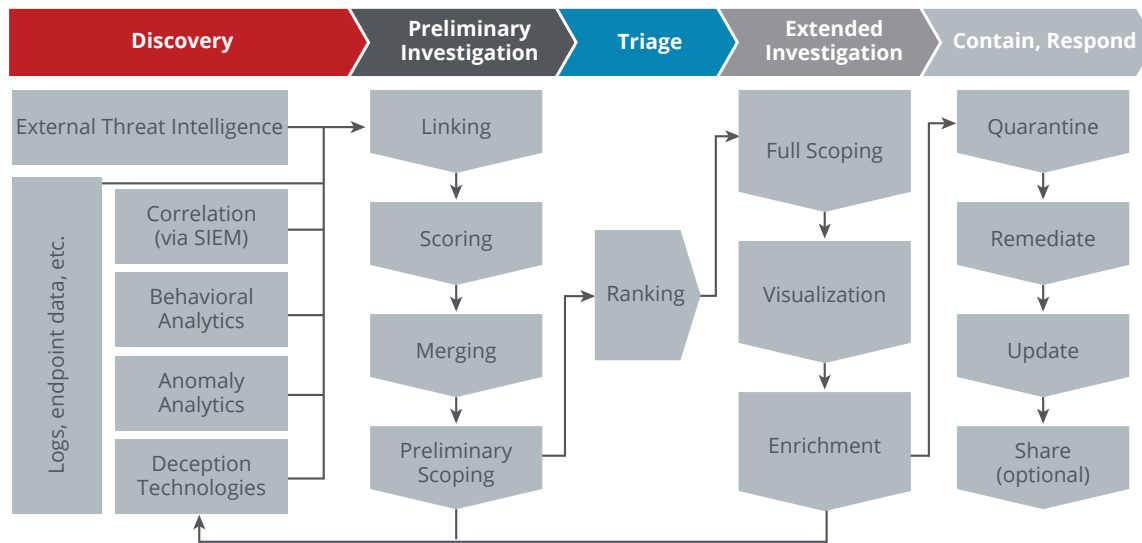 Discovery
Preliminary
Investigation
Triage
Extended
Investigation
Contain, Respond
External Threat Intelligence
Logs, endpoint data, etc.
Correlation
(via SIEM)
Behavioral
Analytics
Anomaly
Analytics
Deception
Technologies
Linking
Scoring
Merging
Preliminary
Scoping
Ranking
Full Scoping
Visualization
Enrichment
Quarantine
Remediate
Update
Share
(optional)